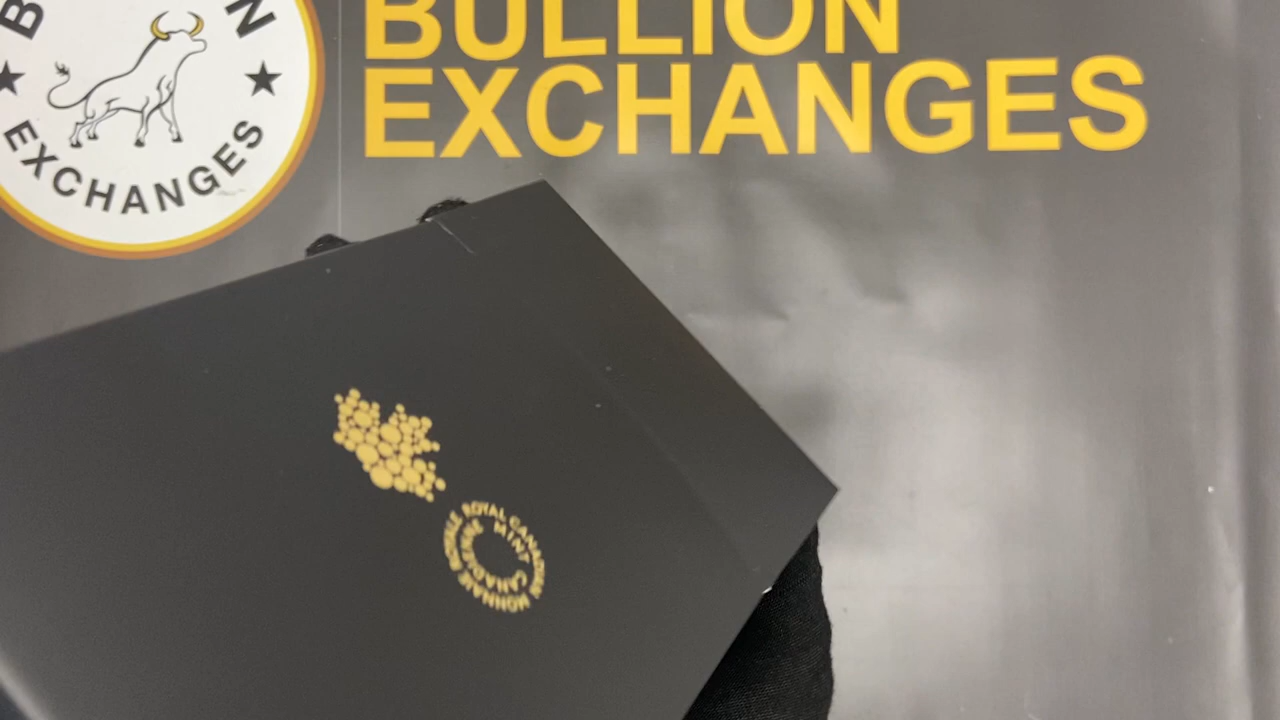 BULLION
EXCHANGES
EXCHANGES
ROYAL CANADIAN MINT
MONNAIE ROYALE CANADIENNE